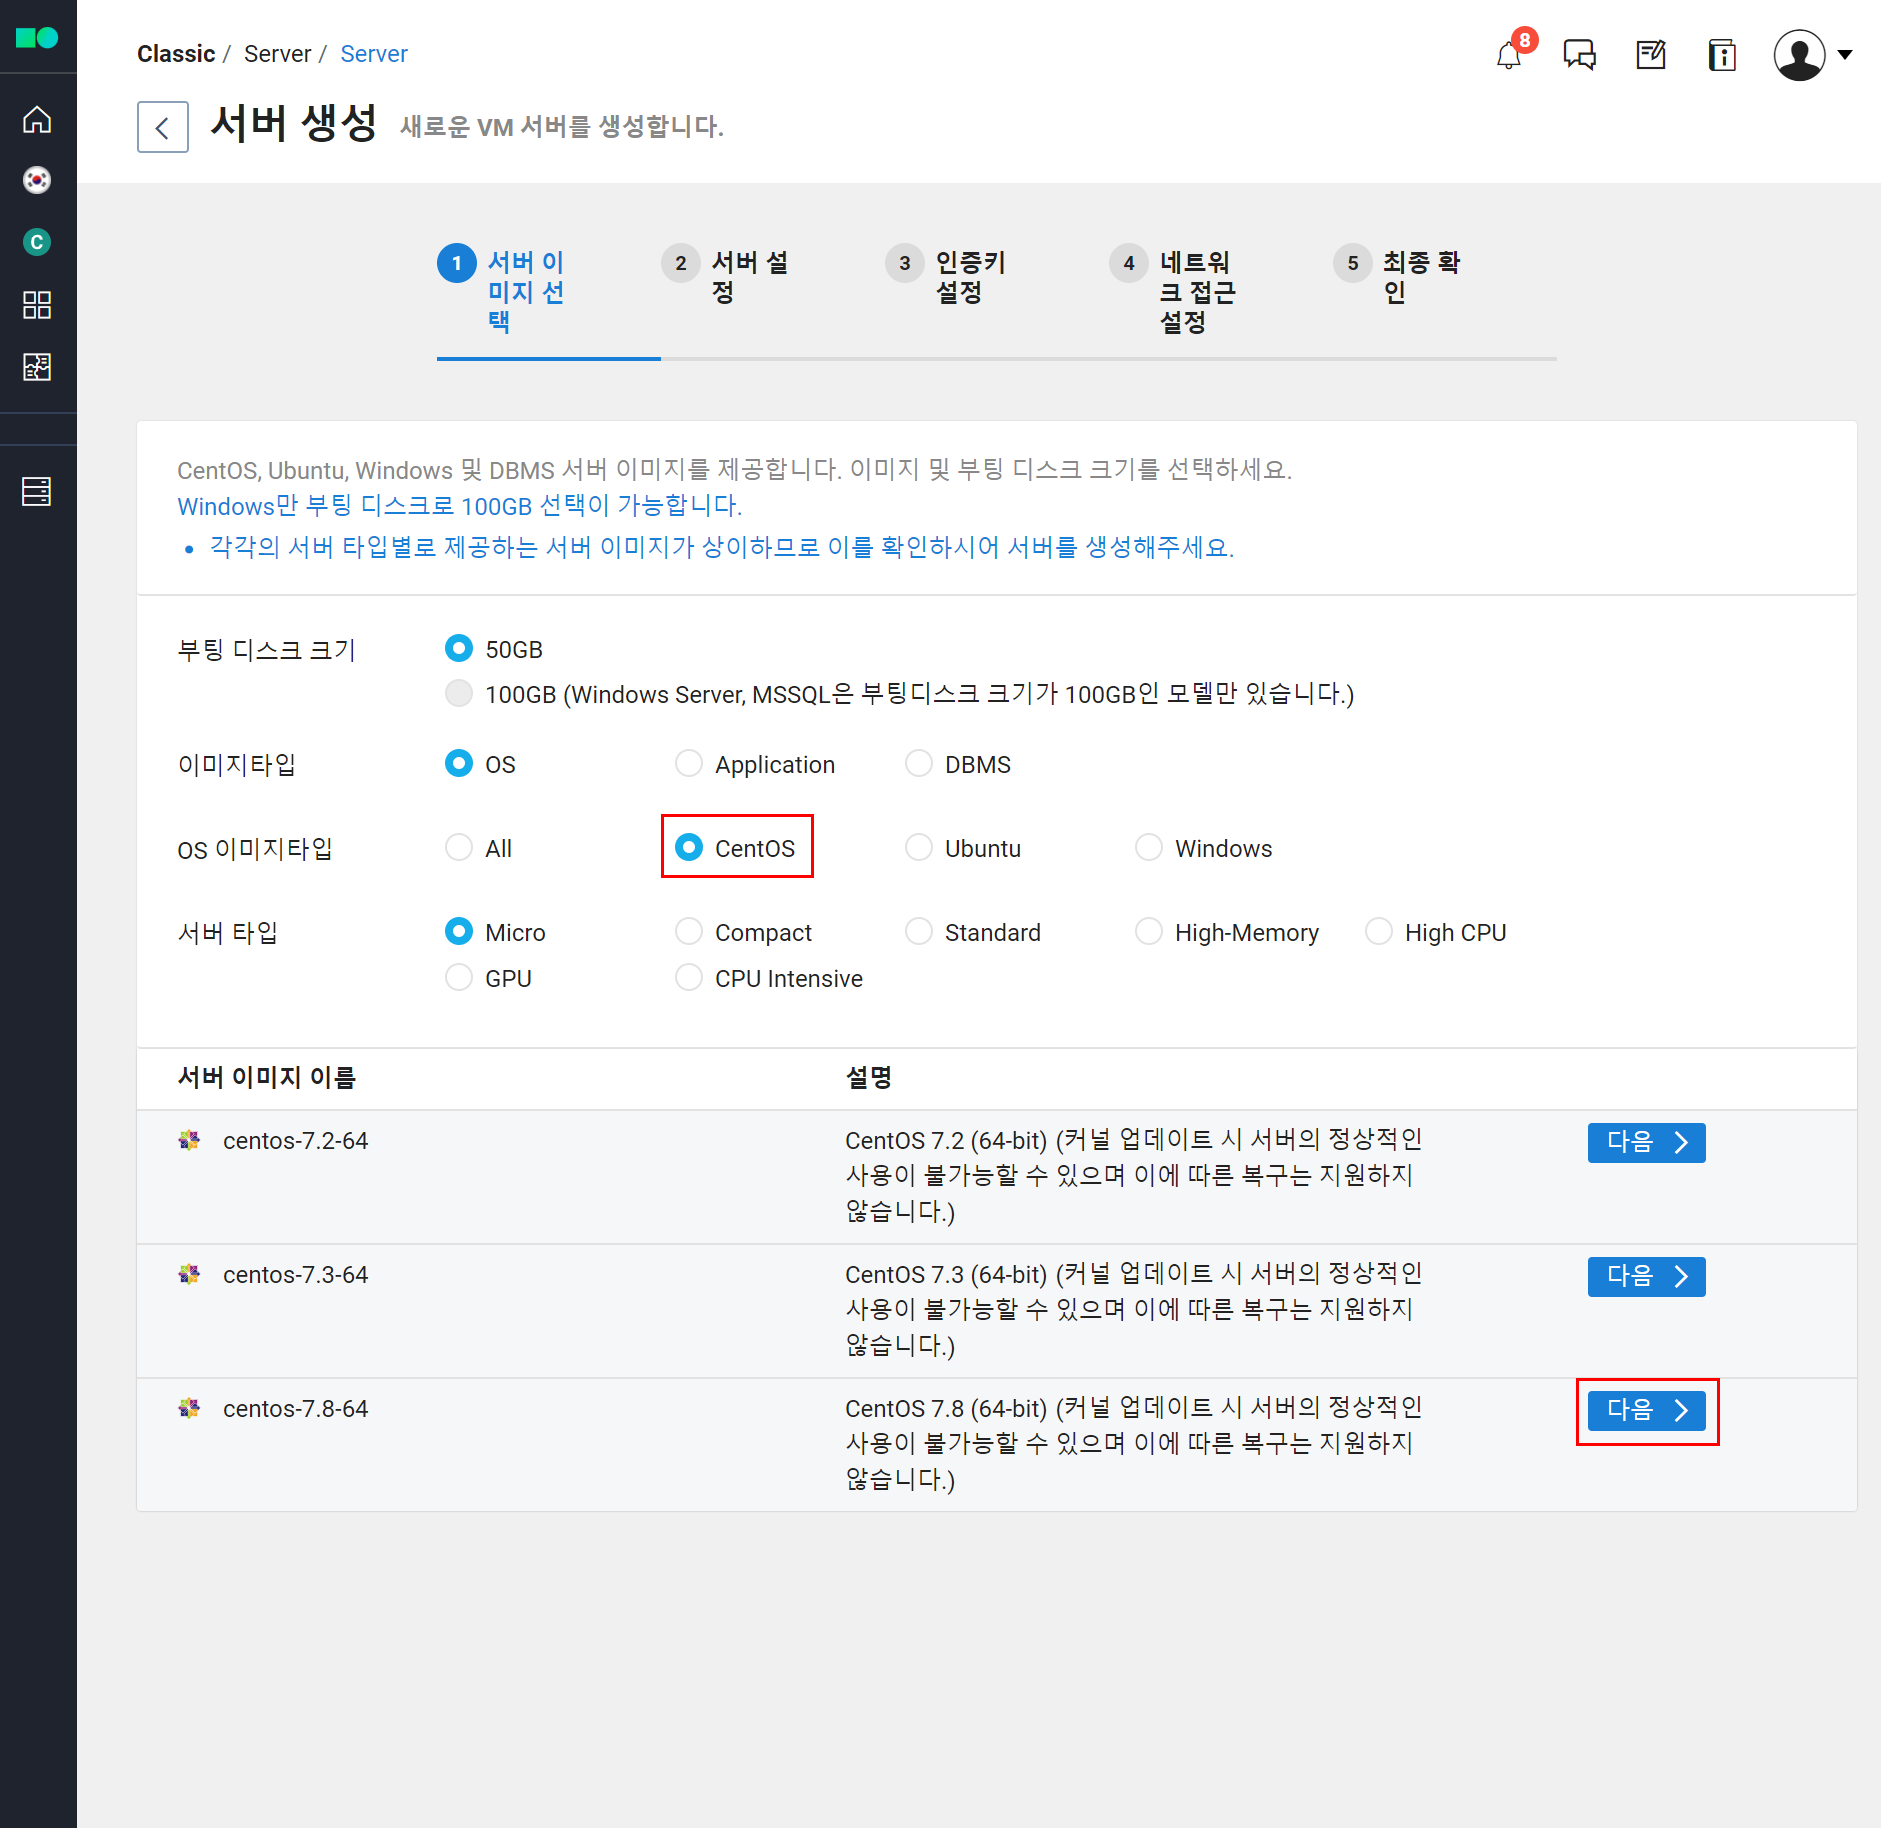 Classic / Server / Server
8
서버 생성 새로운 VM 서버를 생성합니다.
C
1 서버 이
미지 선
택
2 서버 설
정
3 인증키
설정
4 네트워
크 접근
설정
5 최종 확
인
CentOS, Ubuntu, Windows 및 DBMS 서버 이미지를 제공합니다. 이미지 및 부팅 디스크 크기를 선택하세요.
Windows만 부팅 디스크로 100GB 선택이 가능합니다.
• 각각의 서버 타입별로 제공하는 서버 이미지가 상이하므로 이를 확인하시어 서버를 생성해주세요.
부팅 디스크 크기 50GB
100GB (Windows Server, MSSQL은 부팅디스크 크기가 100GB인 모델만 있습니다.)
이미지타입 OS Application DBMS
OS 이미지타입 All CentOS Ubuntu Windows
서버 타입 Micro Compact Standard High-Memory High CPU
GPU CPU Intensive
서버 이미지 이름 설명
centos-7.2-64 CentOS 7.2 (64-bit) (커널 업데이트 시 서버의 정상적인 다음
사용이 불가능할 수 있으며 이에 따른 복구는 지원하지
않습니다.)
centos-7.3-64 CentOS 7.3 (64-bit) (커널 업데이트 시 서버의 정상적인 다음
사용이 불가능할 수 있으며 이에 따른 복구는 지원하지
않습니다.)
centos-7.8-64 CentOS 7.8 (64-bit) (커널 업데이트 시 서버의 정상적인 다음
사용이 불가능할 수 있으며 이에 따른 복구는 지원하지
않습니다.)